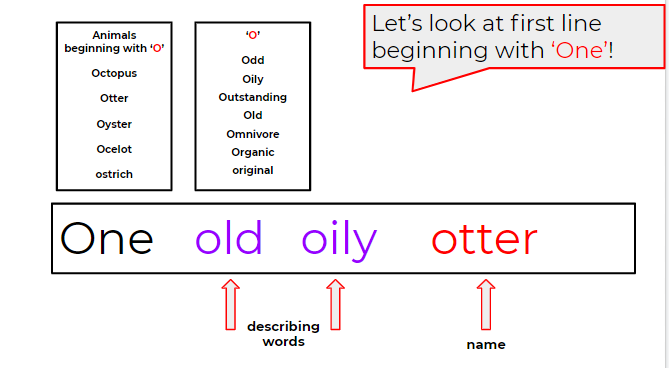 Animals
beginning with ‘O’
Octopus
Otter
Oyster
Ocelot
ostrich
‘O’
Odd
Oily
Outstanding
Old
Omnivore
Organic
original
Let’s look at first line
beginning with ‘One’!
One old oily otter
describing
words
name